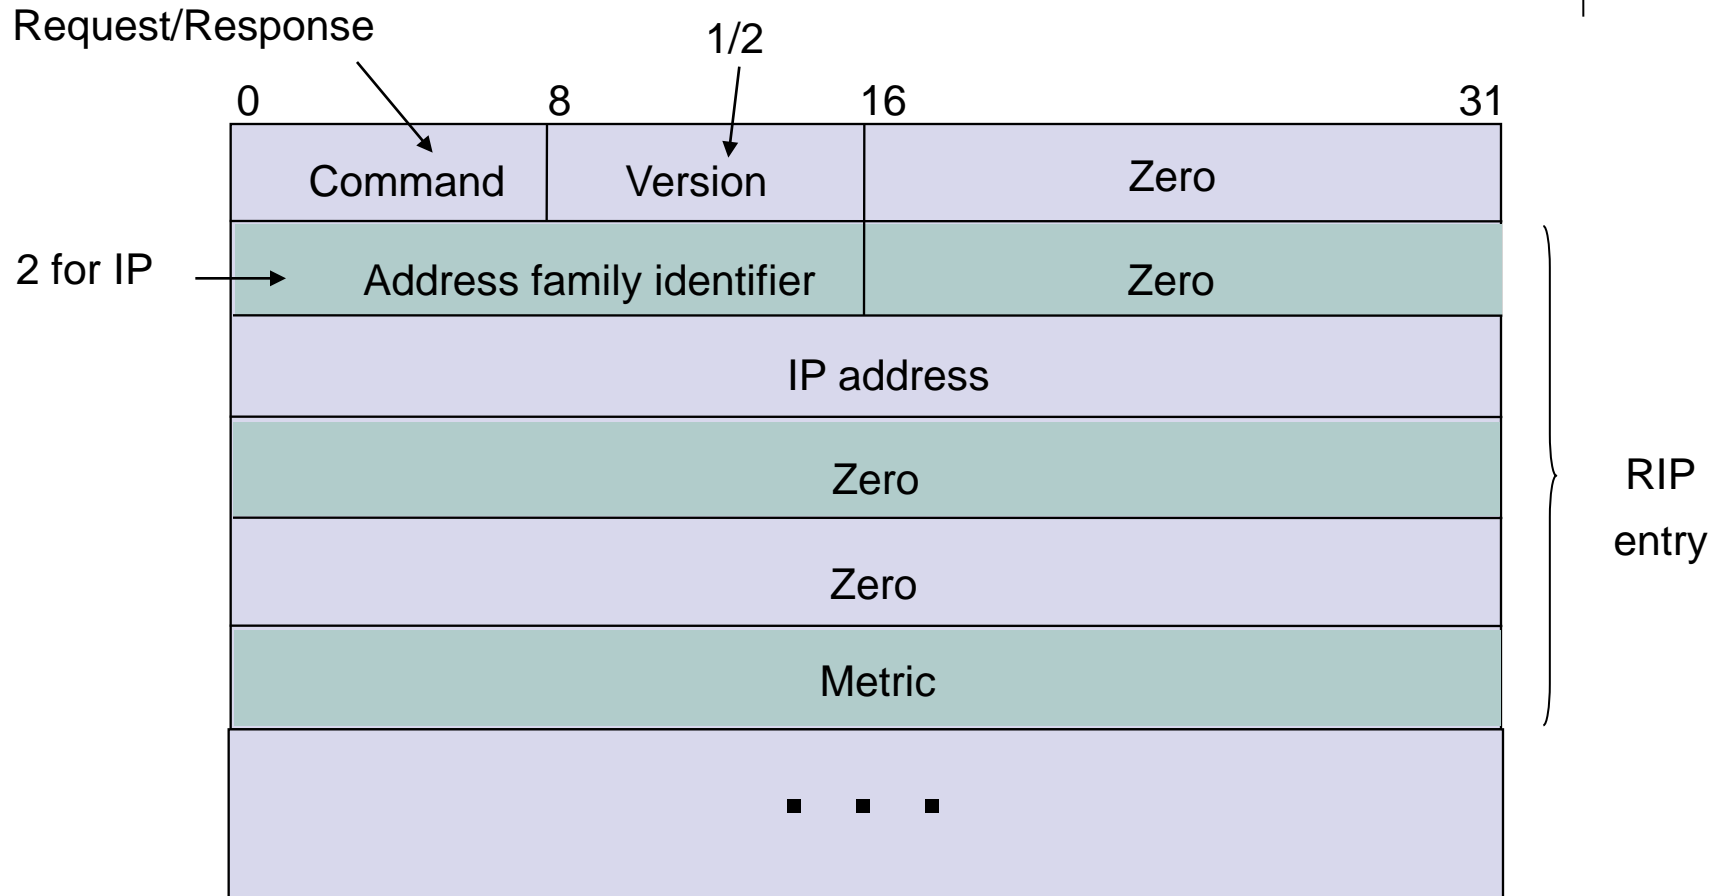 Request/Response
1/2
0 8 16 31
Command Version Zero
2 for IP Address family identifier Zero
IP address
Zero
Zero
Metric
RIP
entry
. . .